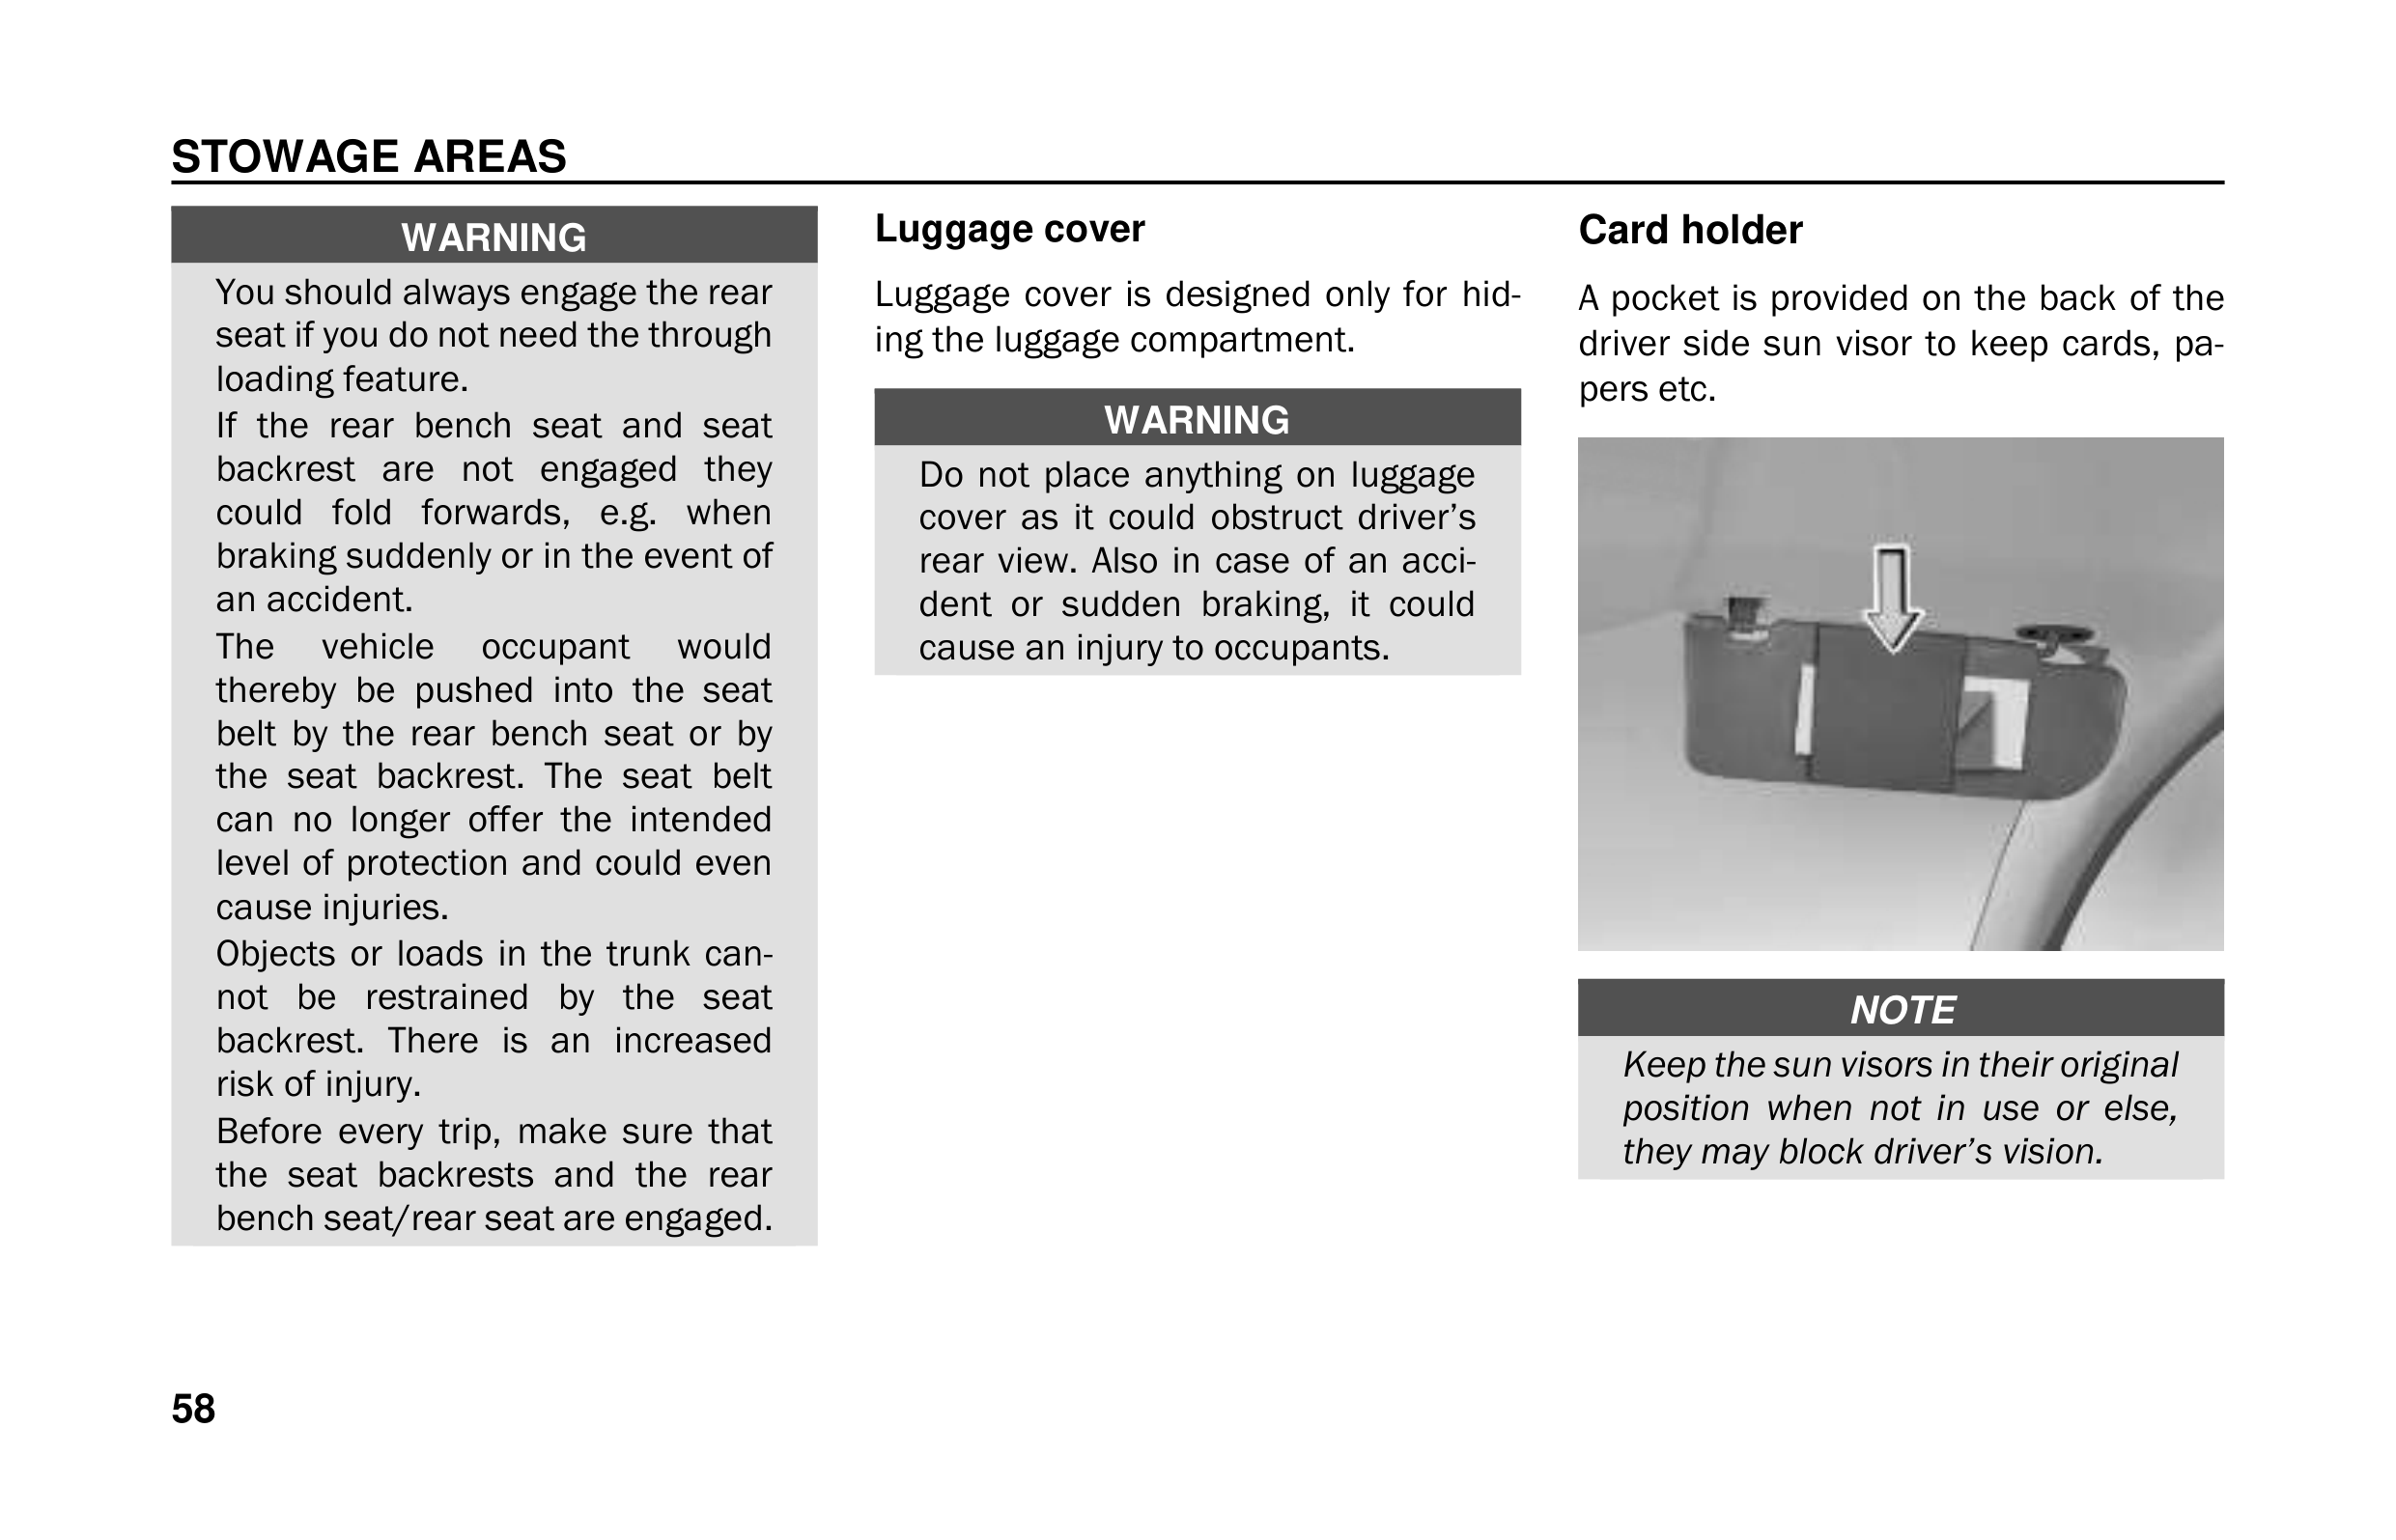 STOWAGE AREAS
WARNING
You should always engage the rear
seat if you do not need the through
loading feature.
If the rear bench seat and seat
backrest are not engaged they
could fold forwards, e.g. when
braking suddenly or in the event of
an accident.
The vehicle occupant would
thereby be pushed into the seat
belt by the rear bench seat or by
the seat backrest. The seat belt
can no longer offer the intended
level of protection and could even
cause injuries.
Objects or loads in the trunk can-
not be restrained by the seat
backrest. There is an increased
risk of injury.
Before every trip, make sure that
the seat backrests and the rear
bench seat/rear seat are engaged.
Luggage cover
Luggage cover is designed only for hid-
ing the luggage compartment.
WARNING
Do not place anything on luggage
cover as it could obstruct driver’s
rear view. Also in case of an acci-
dent or sudden braking, it could
cause an injury to occupants.
Card holder
A pocket is provided on the back of the
driver side sun visor to keep cards, pa-
pers etc.
NOTE
Keep the sun visors in their original
position when not in use or else,
they may block driver’s vision.
58